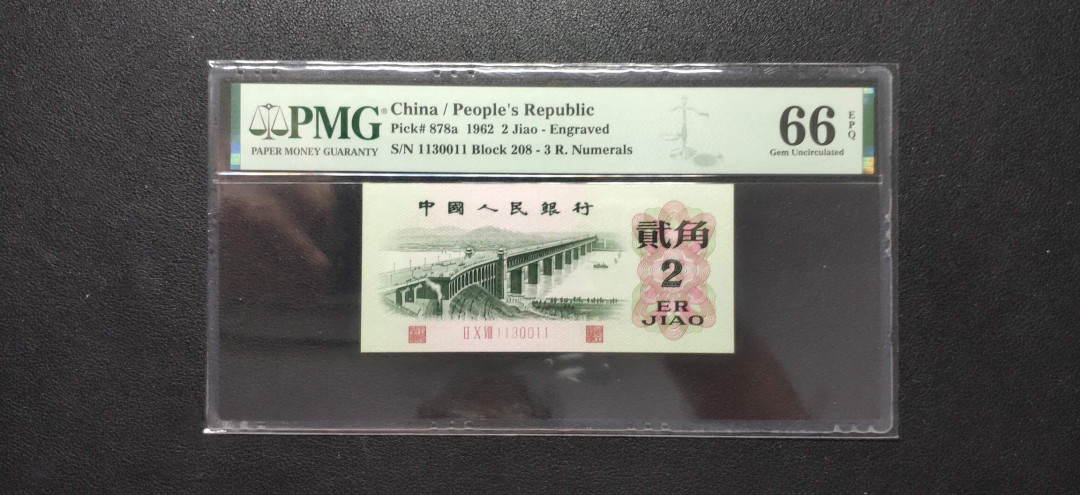 PMG®
PAPER MONEY GUARANTY
China / People's Republic
Pick# 878a 1962 2 Jiao - Engraved
S/N 1130011 Block 208 - 3 R. Numerals
66
EPQ
Gem Uncirculated
中國人民銀行
貳角
2
ER
JIAO
II X VIII 1130011